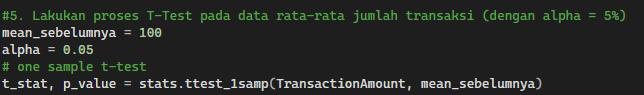 #5. Lakukan proses T-Test pada data rata-rata jumlah transaksi (dengan alpha = 5%)
mean_sebelumnya = 100
alpha = 0.05
# one sample t-test
t_stat, p_value = stats.ttest_1samp(TransactionAmount, mean_sebelumnya)